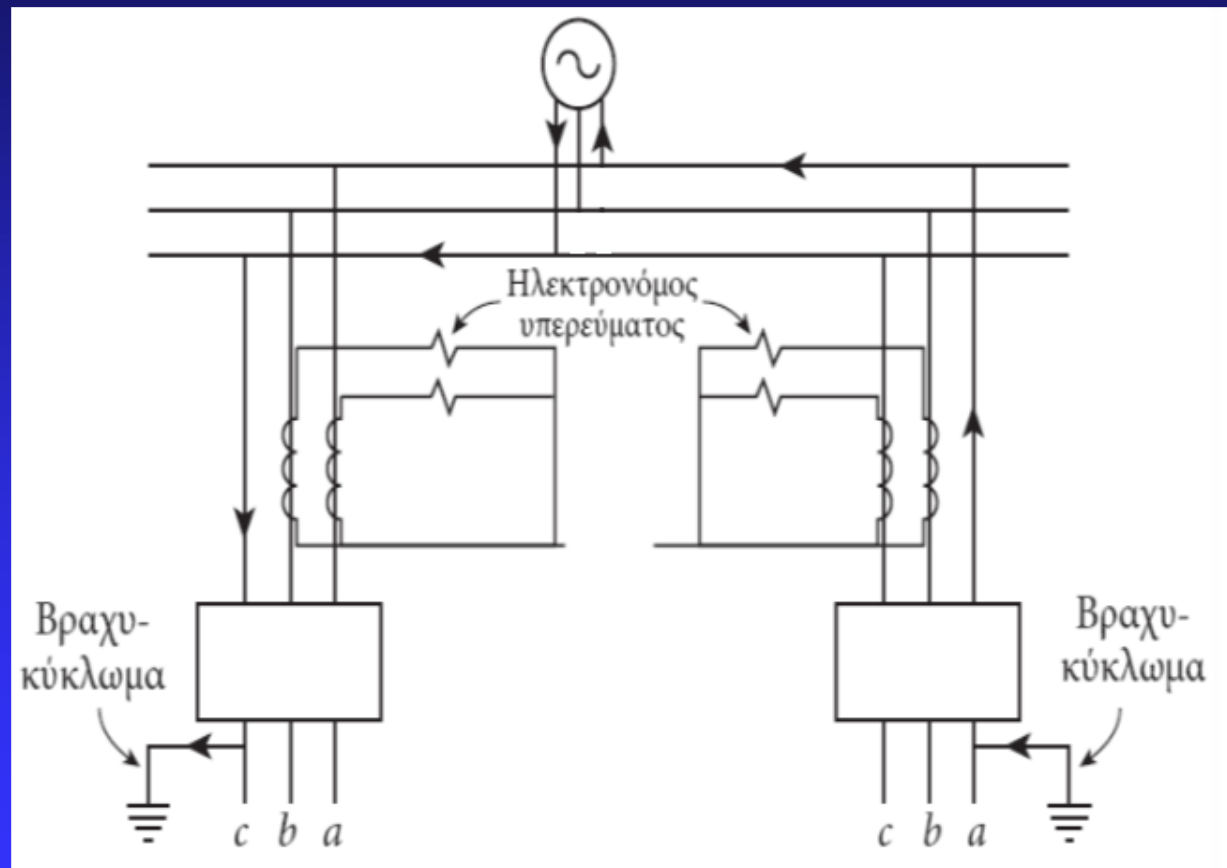 Ηλεκτρονόμος
υπερεύματος
Βραχυ-
κύκλωμα
Βραχυ-
κύκλωμα
c b a
c b a